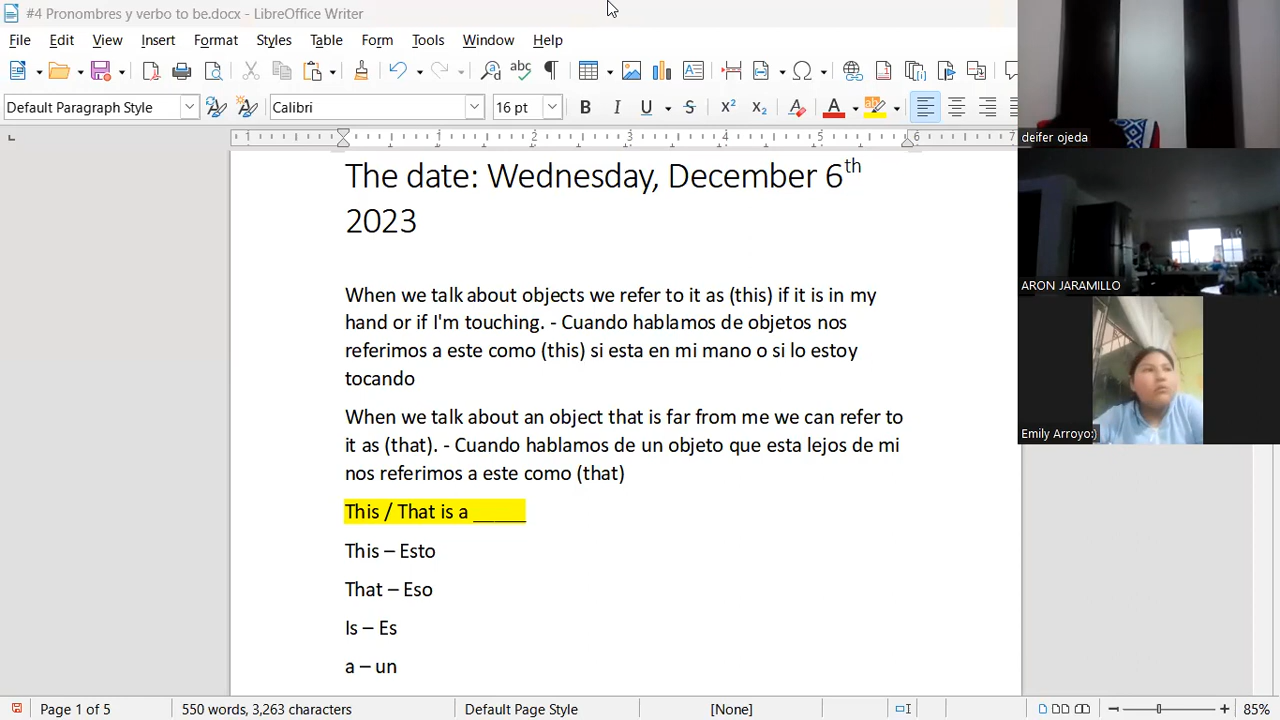 #4 Pronombres y verbo to be.docx - LibreOffice Writer
File Edit View Insert Format Styles Table Form Tools Window Help
Default Paragraph Style Calibri 16 pt
deifer ojeda
The date: Wednesday, December 6th
2023
ARON JARAMILLO
When we talk about objects we refer to it as (this) if it is in my
hand or if I'm touching. - Cuando hablamos de objetos nos
referimos a este como (this) si esta en mi mano o si lo estoy
tocando
When we talk about an object that is far from me we can refer to
it as (that). - Cuando hablamos de un objeto que esta lejos de mi
nos referimos a este como (that)
Emily Arroyo:)
This / That is a _____
This – Esto
That – Eso
Is – Es
a – un
Page 1 of 5 550 words, 3,263 characters Default Page Style [None] 85%